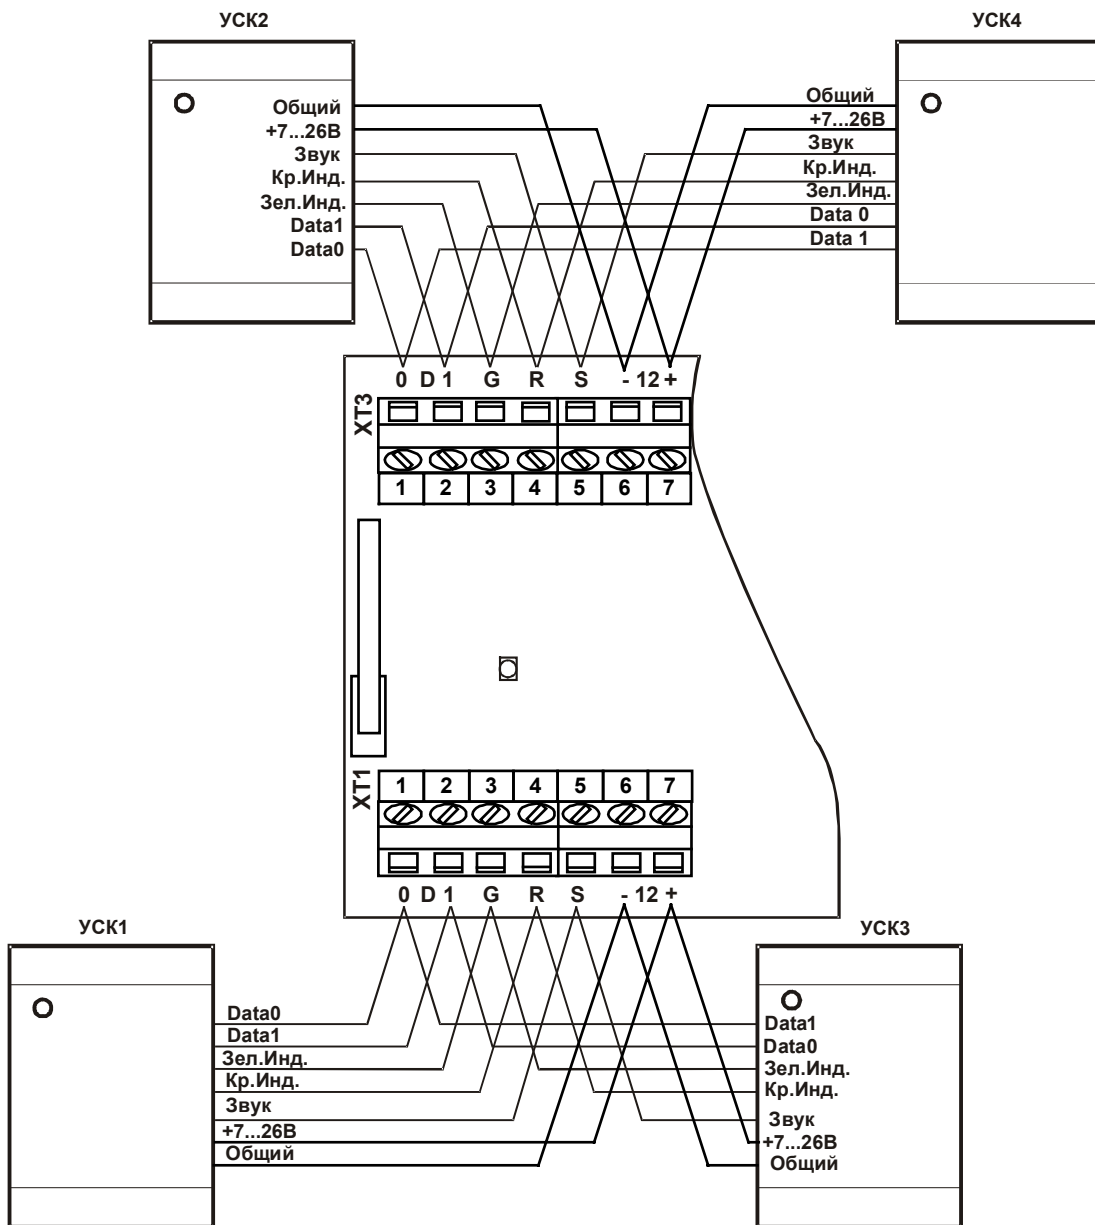 УСК2
УСК4
Общий
+7...26В
Звук
Кр.Инд.
Зел.Инд.
Data1
Data0
Общий
+7...26В
Звук
Кр.Инд.
Зел.Инд.
Data 0
Data 1
0 D 1 G R S - 12 +
XT3
1 2 3 4 5 6 7
XT1
1 2 3 4 5 6 7
0 D 1 G R S - 12 +
УСК1
УСК3
Data0
Data1
Зел.Инд.
Кр.Инд.
Звук
+7...26В
Общий
Data1
Data0
Зел.Инд.
Кр.Инд.
Звук
+7...26В
Общий